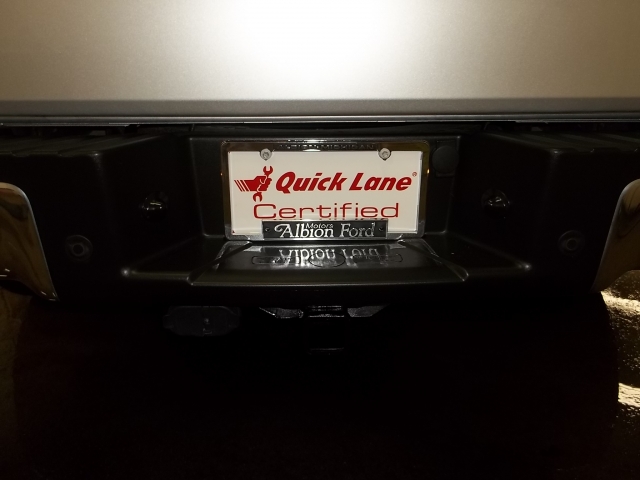 Quick Lane®
Certified
Motors
Albion Ford